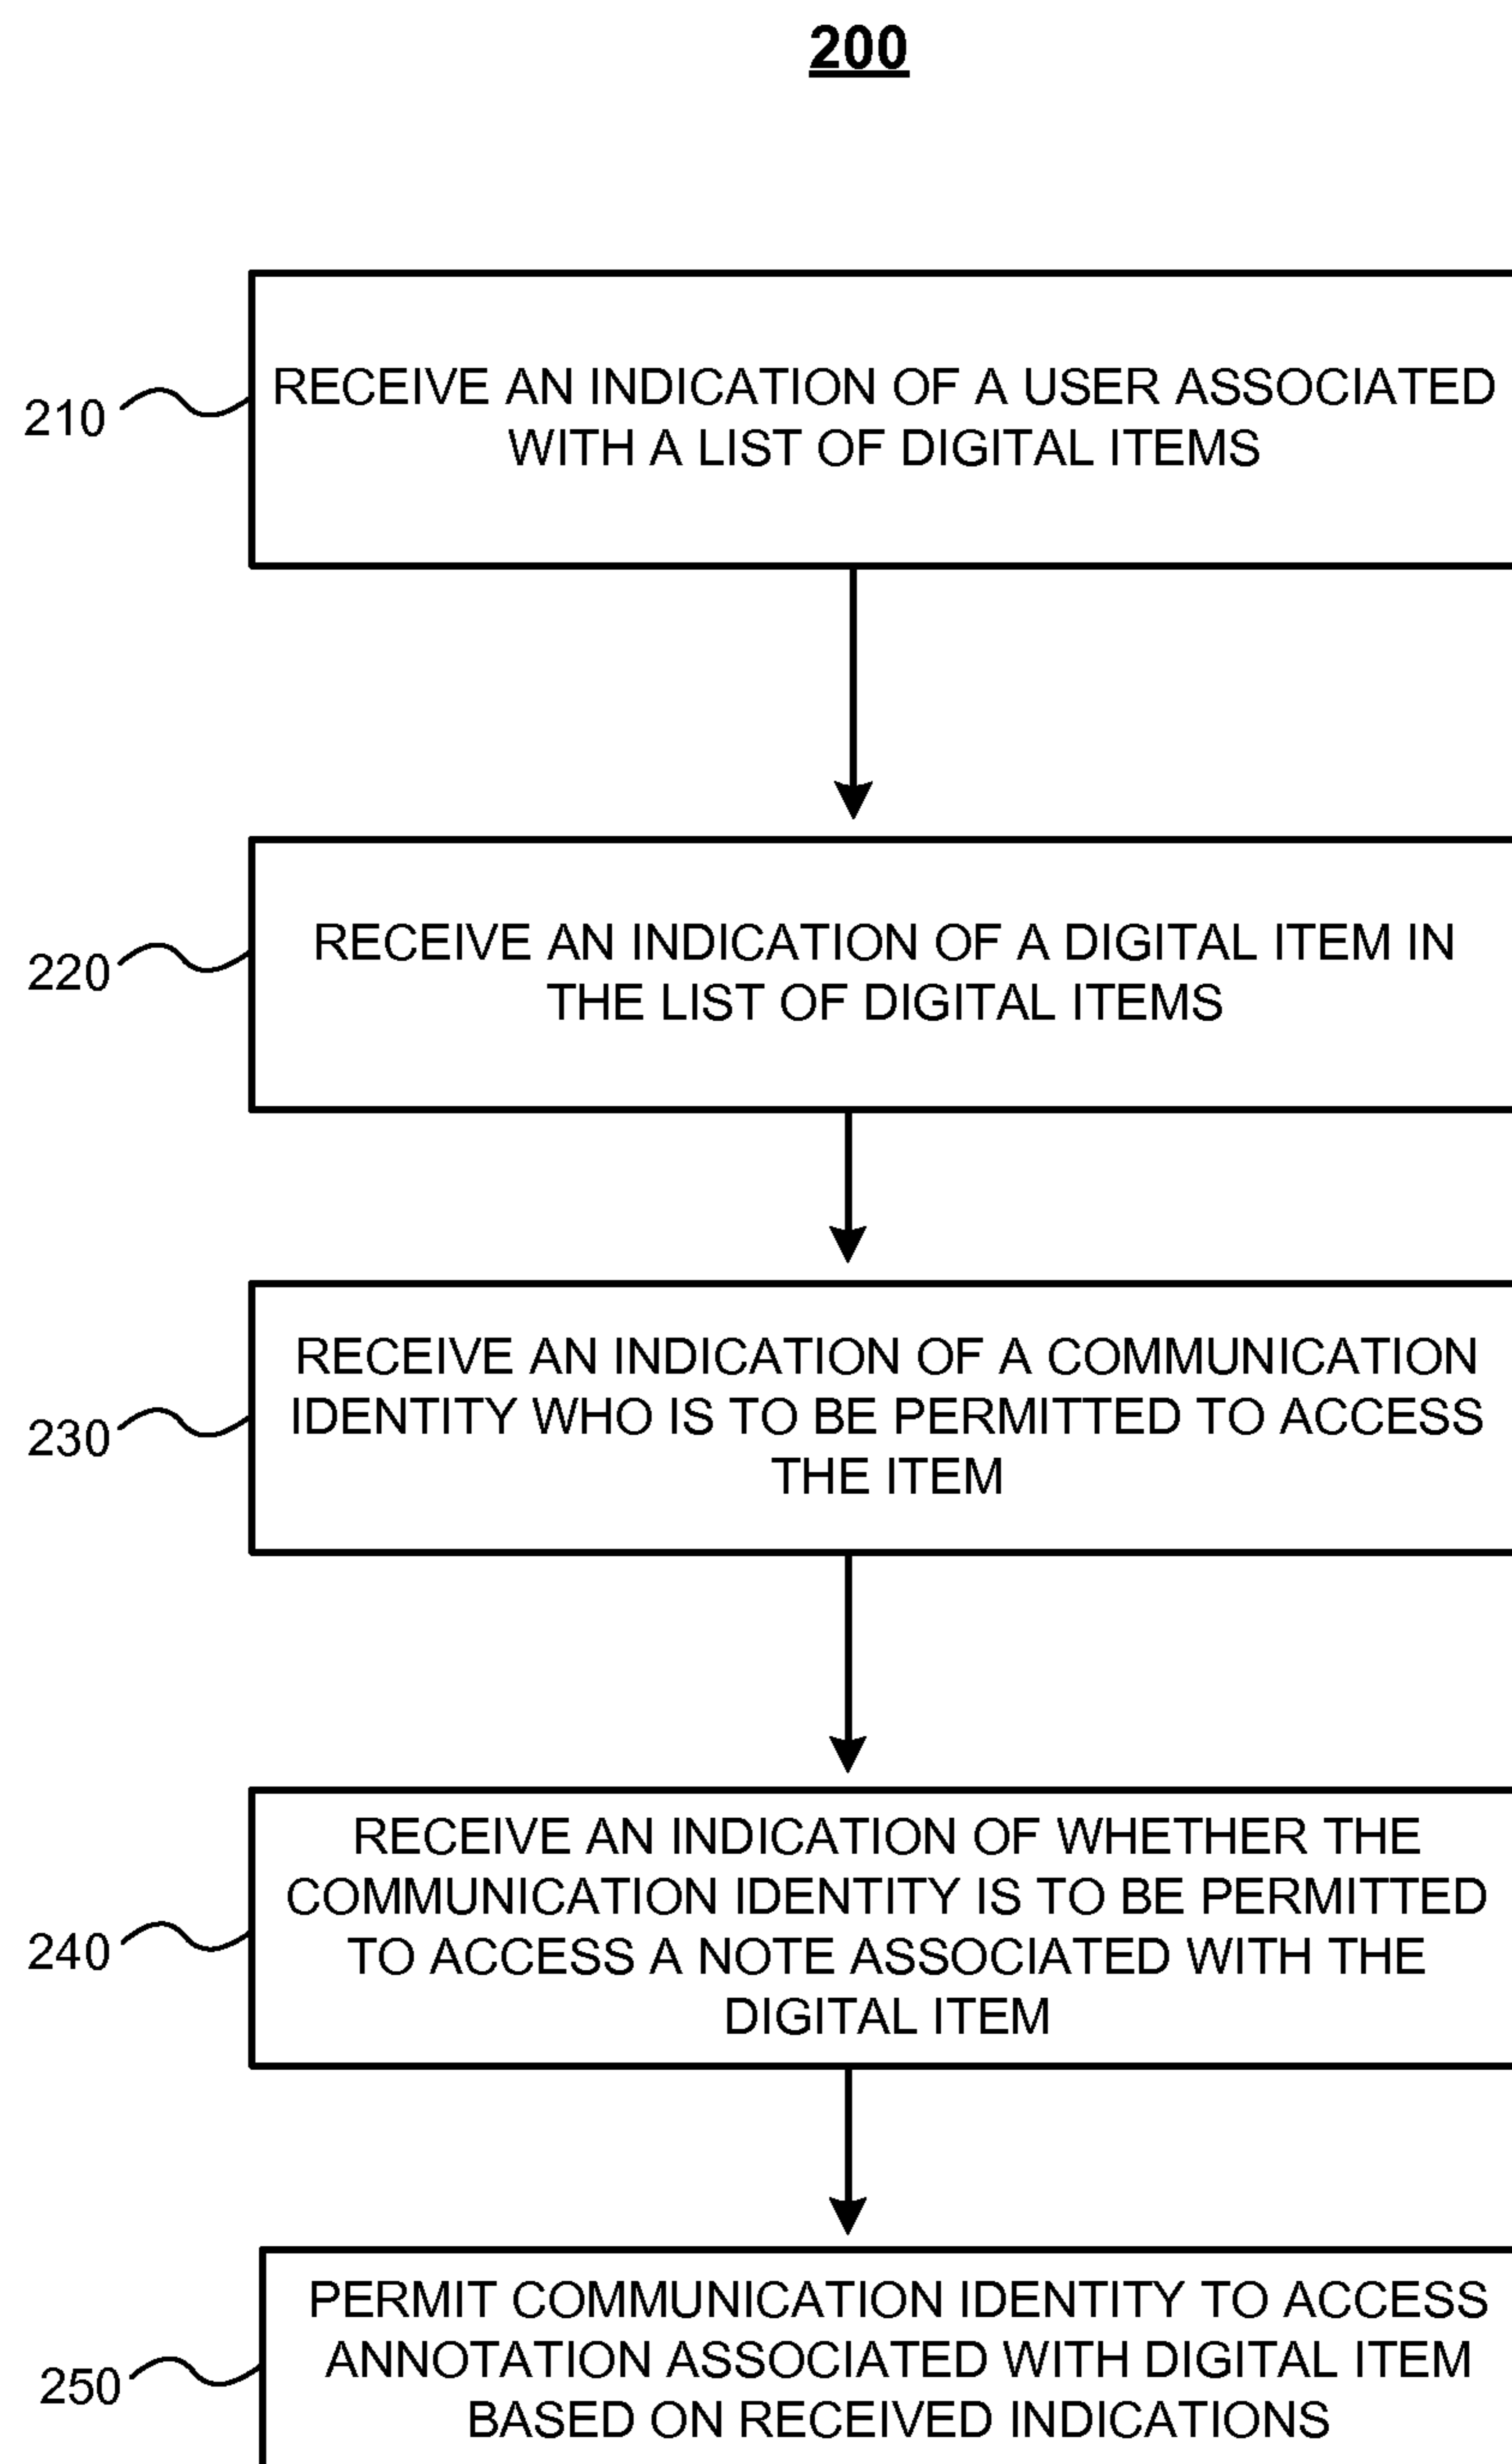 200
210
RECEIVE AN INDICATION OF A USER ASSOCIATED
WITH A LIST OF DIGITAL ITEMS
220
RECEIVE AN INDICATION OF A DIGITAL ITEM IN
THE LIST OF DIGITAL ITEMS
230
RECEIVE AN INDICATION OF A COMMUNICATION
IDENTITY WHO IS TO BE PERMITTED TO ACCESS
THE ITEM
240
RECEIVE AN INDICATION OF WHETHER THE
COMMUNICATION IDENTITY IS TO BE PERMITTED
TO ACCESS A NOTE ASSOCIATED WITH THE
DIGITAL ITEM
250
PERMIT COMMUNICATION IDENTITY TO ACCESS
ANNOTATION ASSOCIATED WITH DIGITAL ITEM
BASED ON RECEIVED INDICATIONS